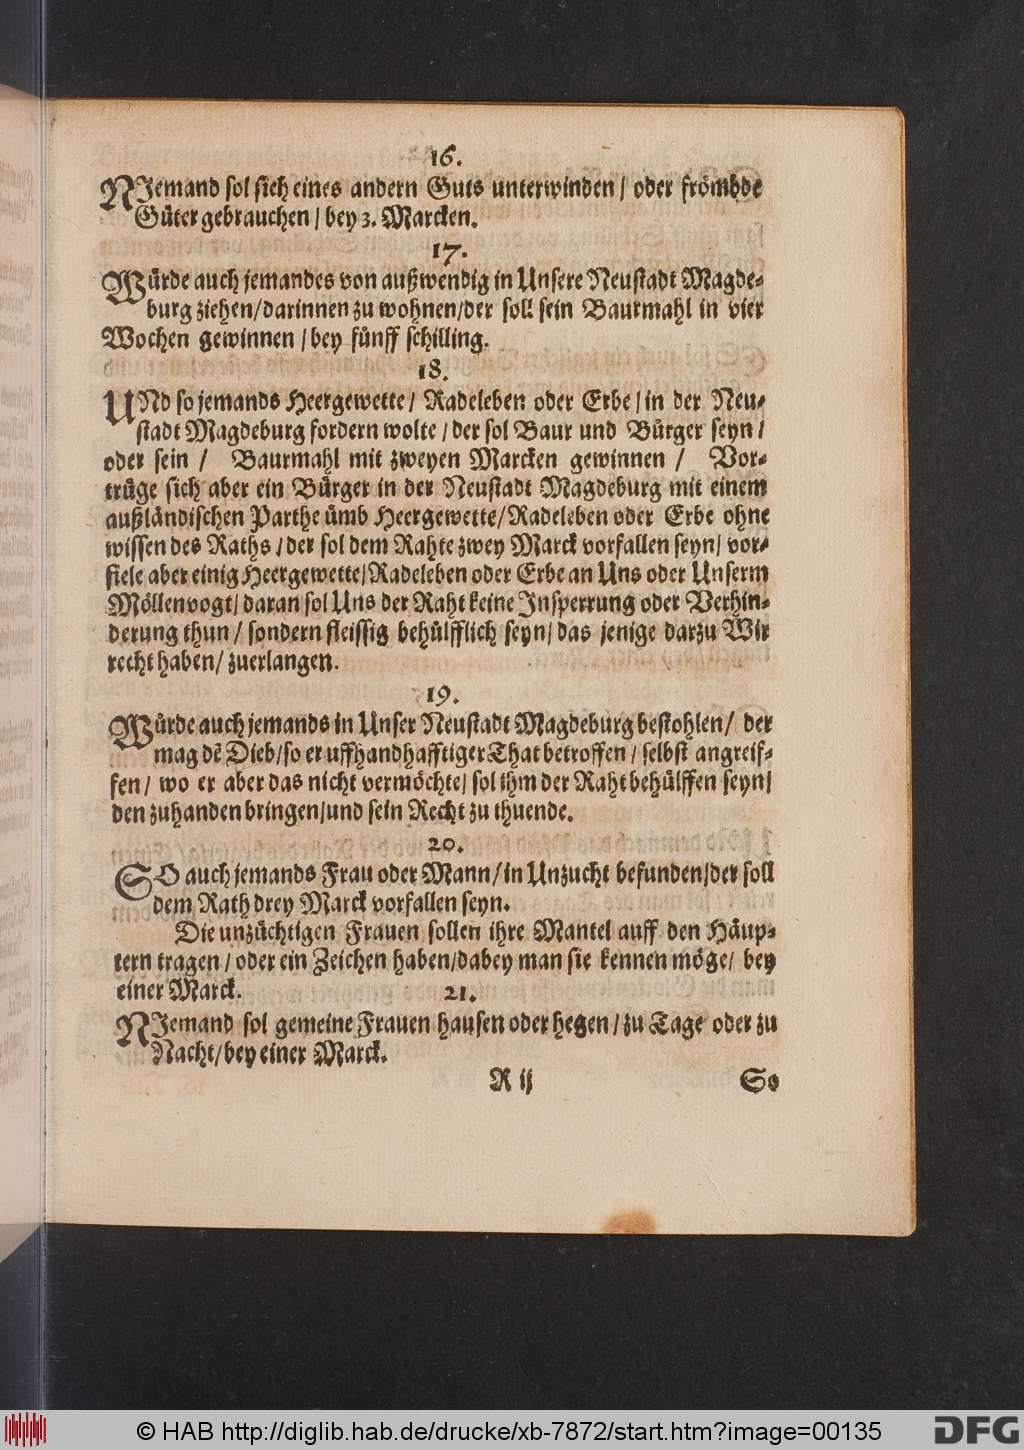 16.
NJemand sol sich eines andern Guts unterwinden / oder frömbde
Güter gebrauchen / bey 3. Marcken.
17.
Würde auch jemandes von außwendig in Unsere Neustadt Magde-
burg ziehen / darinnen zu wohnen / der soll sein Baurmahl in vier
Wochen gewinnen / bey fünff schilling.
18.
UNd so jemands Heergewette / Radeleben oder Erbe / in der Neu-
stadt Magdeburg fordern wolte / der sol Baur und Bürger seyn /
oder sein / Baurmahl mit zweyen Marcken gewinnen / Vor-
trüge sich aber ein Bürger in der Neustadt Magdeburg mit einem
außländischen Parthe ümb Heergewette / Radeleben oder Erbe ohne
wissen des Raths / der sol dem Rahte zwey Marck vorfallen seyn / vor-
fiele aber einig Heergewette / Radeleben oder Erbe an Uns oder Unserm
Möllenvogt / daran sol Uns der Raht keine Insperrung oder Verhin-
derung thun / sondern fleissig behülfflich seyn / das jenige darzu Wir
recht haben / zuerlangen.
19.
Würde auch jemands in Unser Neustadt Magdeburg bestohlen / der
mag dē Dieb / so er uffhandhafftiger That betroffen / selbst angreif-
fen / wo er aber das nicht vermöchte / sol ihm der Raht behülffen seyn /
den zuhanden bringen / und sein Recht zu thuende.
20.
SO auch jemands Frau oder Mann / in Unzucht befunden / der soll
dem Rath drey Marck vorfallen seyn.
Die unzüchtigen Frauen sollen ihre Mantel auff den Häup-
tern tragen / oder ein Zeichen haben / dabey man sie kennen möge / bey
einer Marck.
21.
NJemand sol gemeine Frauen hausen oder hegen / zu Tage oder zu
Nacht / bey einer Marck.
R ij
So
© HAB http://diglib.hab.de/drucke/xb-7872/start.htm?image=00135
DFG